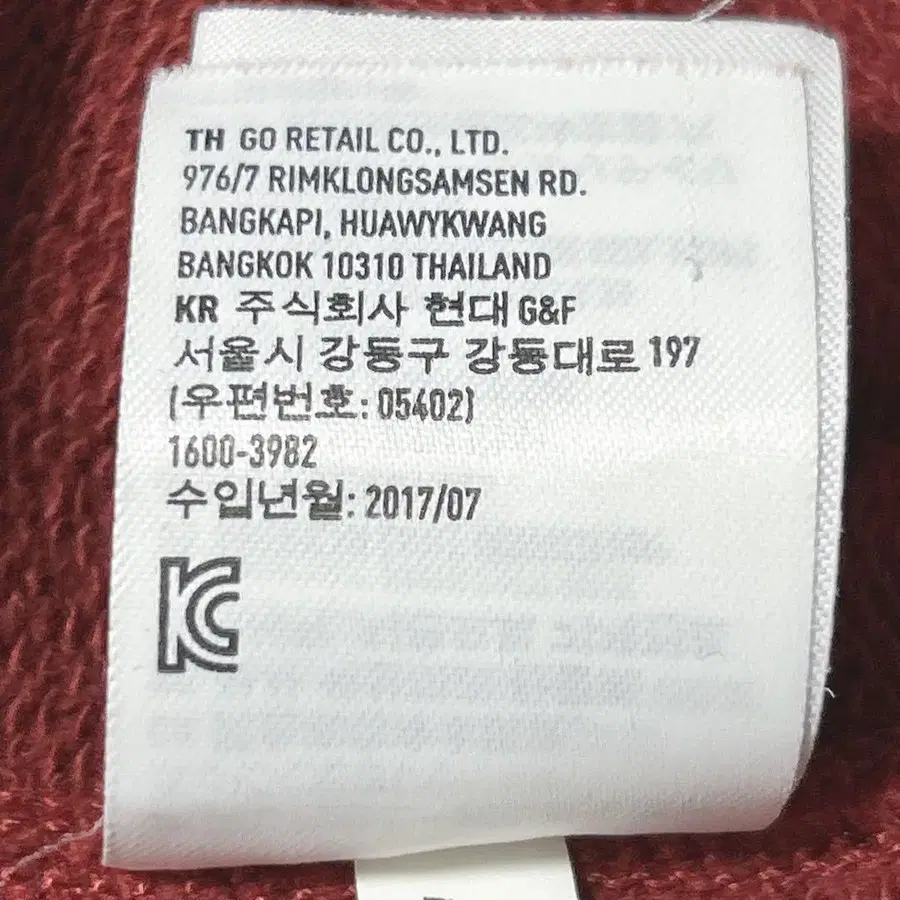 TH GO RETAIL CO., LTD.
976/7 RIMKLONGSAMSEN RD.
BANGKAPI, HUAWYKWANG
BANGKOK 10310 THAILAND
KR 주식회사 현대 G&F
서울시 강동구 강동대로 197
(우편번호: 05402)
1600-3982
수입년월: 2017/07
KC